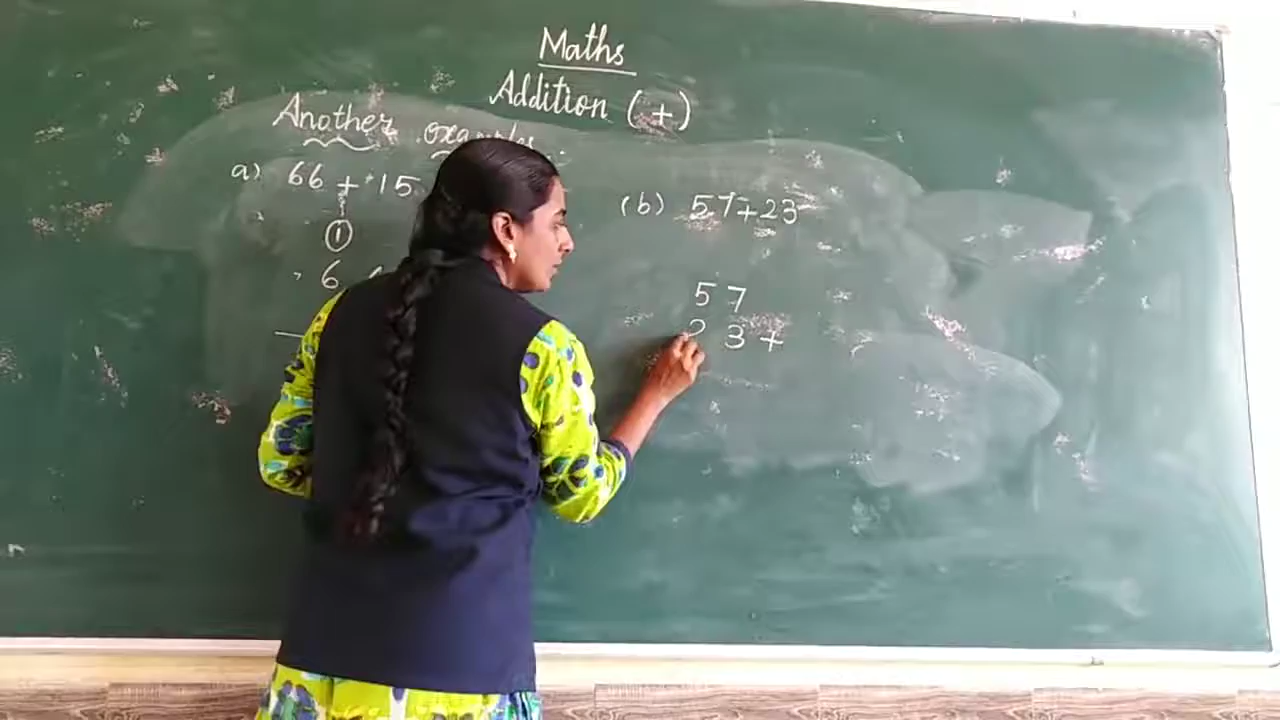 Maths
Addition (+)
Another examples
a) 66 + 15
1
6
(b) 57+23
5 7
2 3 +